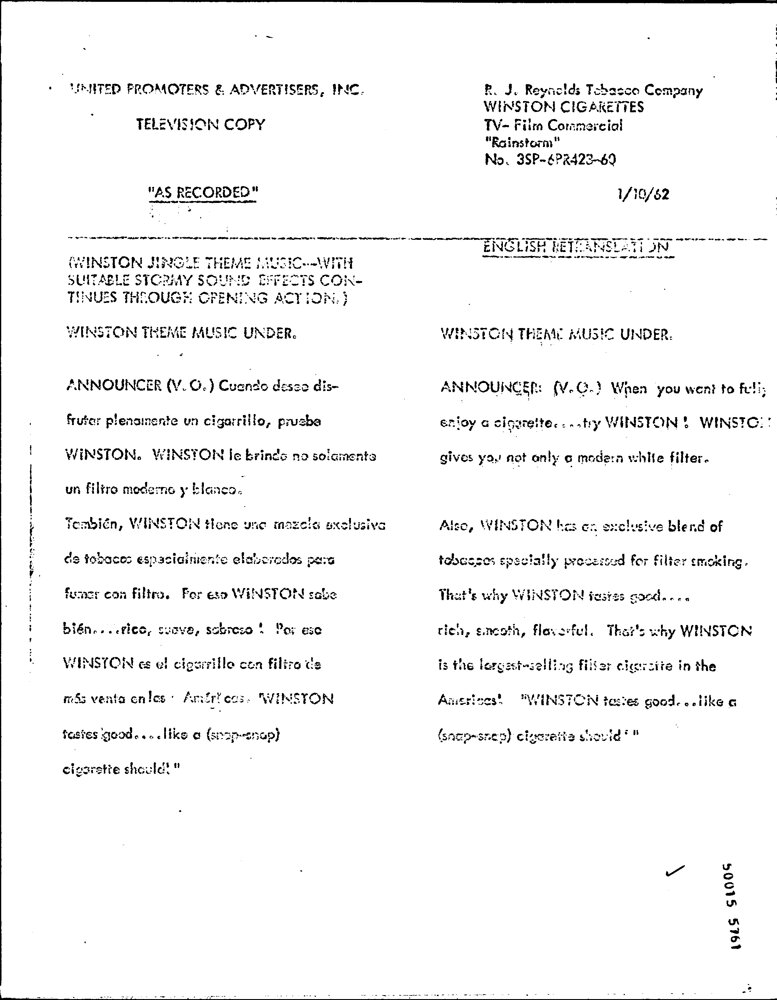 UNITED PROMOTERS & ADVERTISERS, INC.
TELEVISION COPY
"AS RECORDED"
R. J. Reynolds Tobacco Company
WINSTON CIGARETTES
TV- Film Commercial
"Rainstorm"
No. 3SP-6PR423-60
1/10/62
(WINSTON JINGLE THEME MUSIC--WITH
SUITABLE STORMY SOUND EFFECTS CON-
TINUES THROUGH OPENING ACTION.)
WINSTON THEME MUSIC UNDER.
ANNOUNCER (V.O.) Cuando desee dis-
frutar plenamente un cigarrillo, pruebe
WINSTON. WINSTON le brinda no solamente
un filtro moderno y blanco.
También, WINSTON tiene una mezcla exclusiva
de tobacos especialmente elaborados para
fumar con filtro. Por eso WINSTON sabe
bién....rico, suave, sabroso! Por eso
WINSTON es el cigarrillo con filtro de
más venta en las Américas. "WINSTON
tastes good....like a (snap-snap)
cigarette should!"
ENGLISH RETRANSLATION
WINSTON THEME MUSIC UNDER.
ANNOUNCER: (V.O.) When you want to fully
enjoy a cigarette....try WINSTON! WINSTON
gives you not only a modern white filter.
Also, WINSTON has an exclusive blend of
tobaccos specially processed for filter smoking.
That's why WINSTON tastes good....
rich, smooth, flavorful. That's why WINSTON
is the largest-selling filter cigarette in the
Americas! "WINSTON tastes good...like a
(snap-snap) cigarette should!"
50015 5761